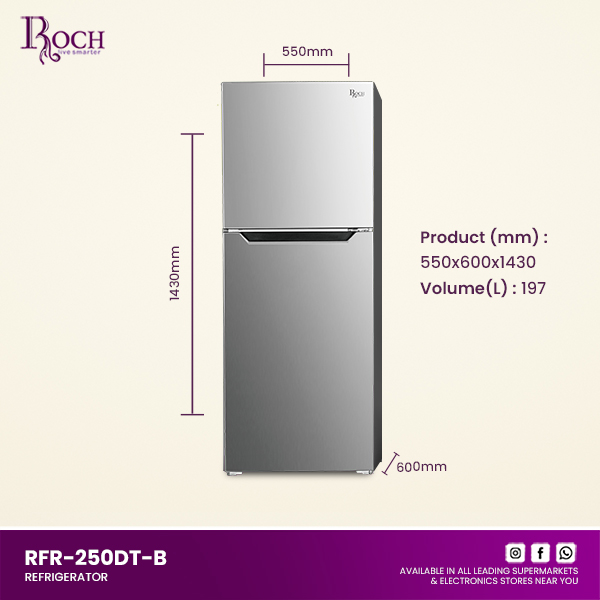 ROCH
live smarter
550mm
ROCH
1430mm
Product (mm) :
550x600x1430
Volume(L) : 197
600mm
RFR-250DT-B
REFRIGERATOR
AVAILABLE IN ALL LEADING SUPERMARKETS
& ELECTRONICS STORES NEAR YOU